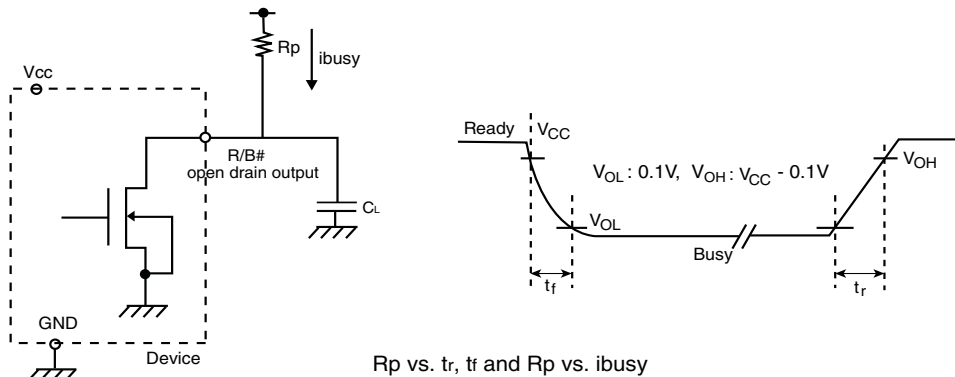 Rp
ibusy
Vcc
R/B#
open drain output
CL
GND
Device
Ready
VCC
VOL : 0.1V, VOH : VCC - 0.1V
VOH
VOL
Busy
tf
tr
Rp vs. tr, tf and Rp vs. ibusy